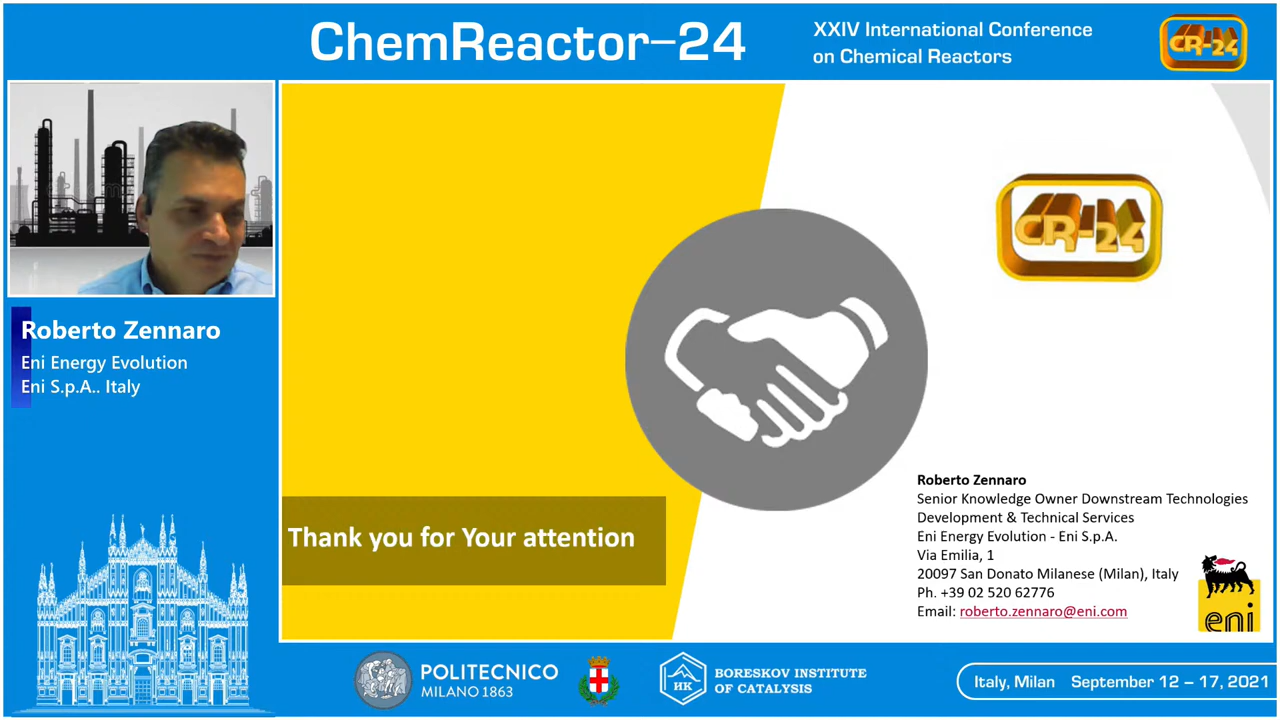 ChemReactor-24
XXIV International Conference
on Chemical Reactors
CR-24
CR-24
Roberto Zennaro
Eni Energy Evolution
Eni S.p.A.. Italy
Thank you for Your attention
Roberto Zennaro
Senior Knowledge Owner Downstream Technologies
Development & Technical Services
Eni Energy Evolution - Eni S.p.A.
Via Emilia, 1
20097 San Donato Milanese (Milan), Italy
Ph. +39 02 520 62776
Email: roberto.zennaro@eni.com
eni
POLITECNICO
MILANO 1863
ИК
BORESKOV INSTITUTE
OF CATALYSIS
Italy, Milan September 12 – 17, 2021